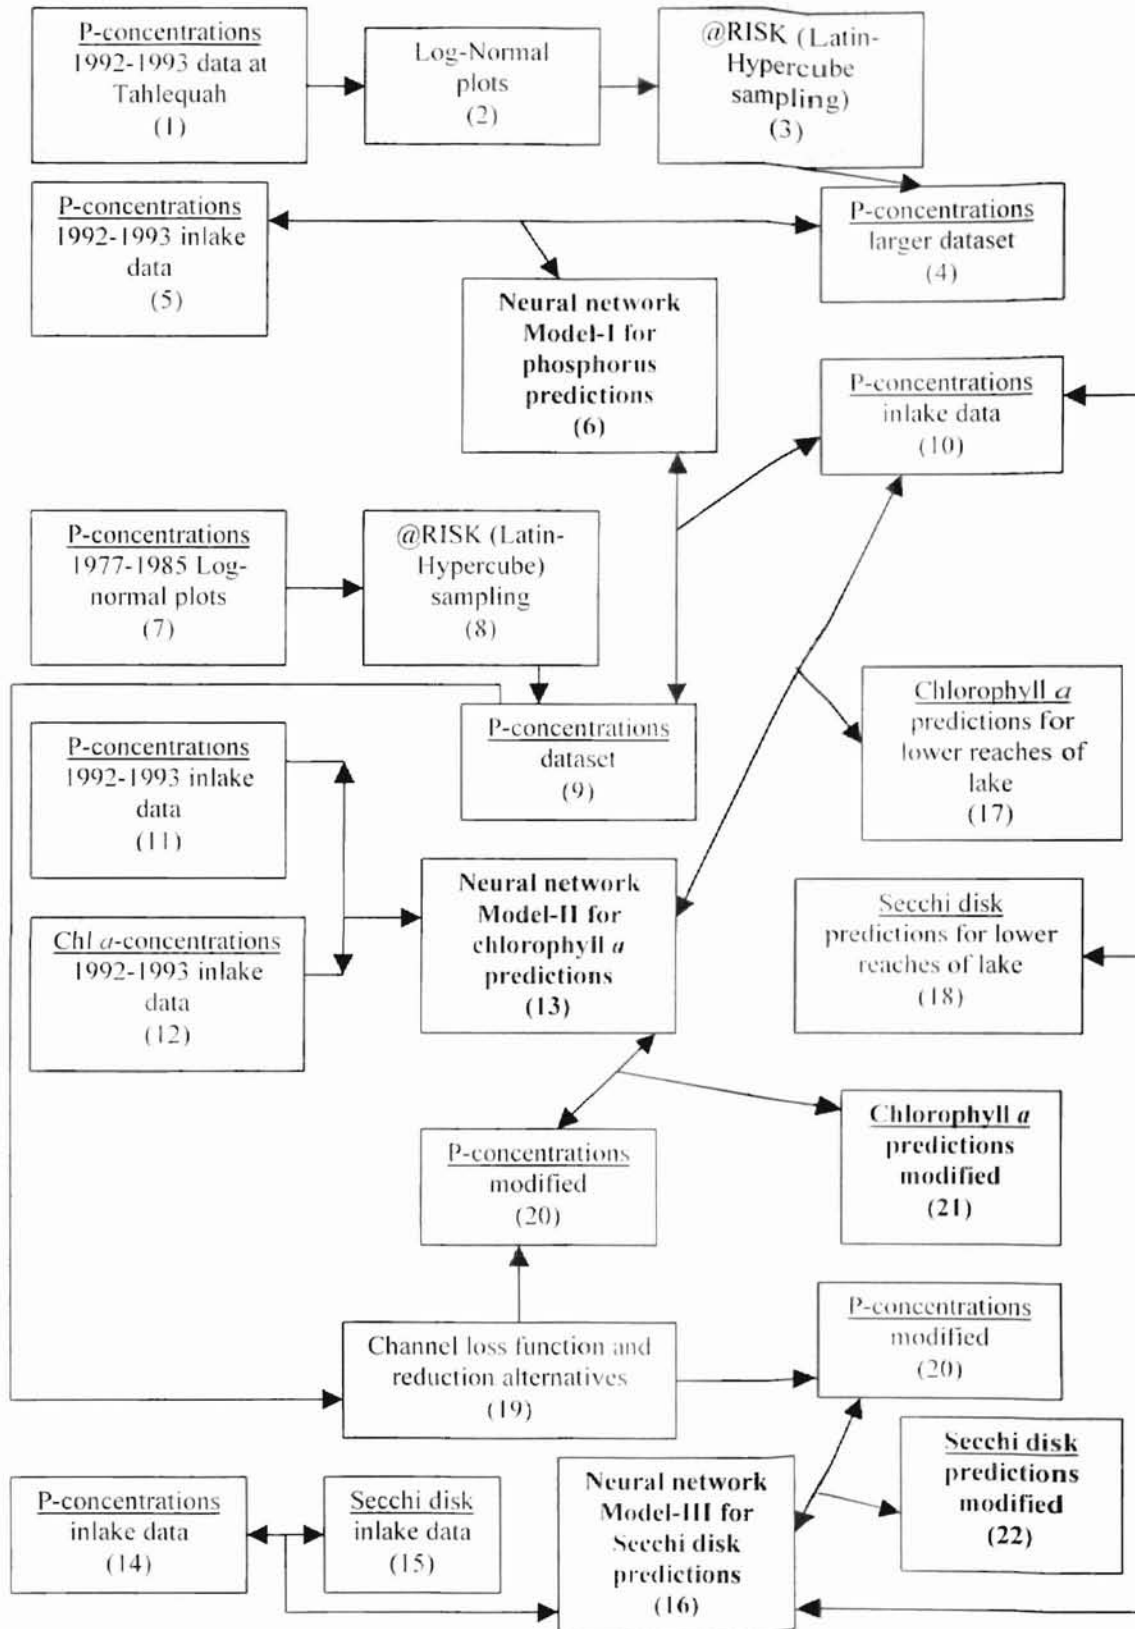 P-concentrations
1992-1993 data at
Tahlequah
(1)
Log-Normal
plots
(2)
@RISK (Latin-
Hypercube
sampling)
(3)
P-concentrations
1992-1993 inlake
data
(5)
P-concentrations
larger dataset
(4)
Neural network
Model-I for
phosphorus
predictions
(6)
P-concentrations
inlake data
(10)
P-concentrations
1977-1985 Log-
normal plots
(7)
@RISK (Latin-
Hypercube)
sampling
(8)
Chlorophyll a
predictions for
lower reaches of
lake
(17)
P-concentrations
1992-1993 inlake
data
(11)
P-concentrations
dataset
(9)
Neural network
Model-II for
chlorophyll a
predictions
(13)
Secchi disk
predictions for lower
reaches of lake
(18)
Chl a-concentrations
1992-1993 inlake
data
(12)
Chlorophyll a
predictions
modified
(21)
P-concentrations
modified
(20)
P-concentrations
modified
(20)
Channel loss function and
reduction alternatives
(19)
Secchi disk
predictions
modified
(22)
P-concentrations
inlake data
(14)
Secchi disk
inlake data
(15)
Neural network
Model-III for
Secchi disk
predictions
(16)